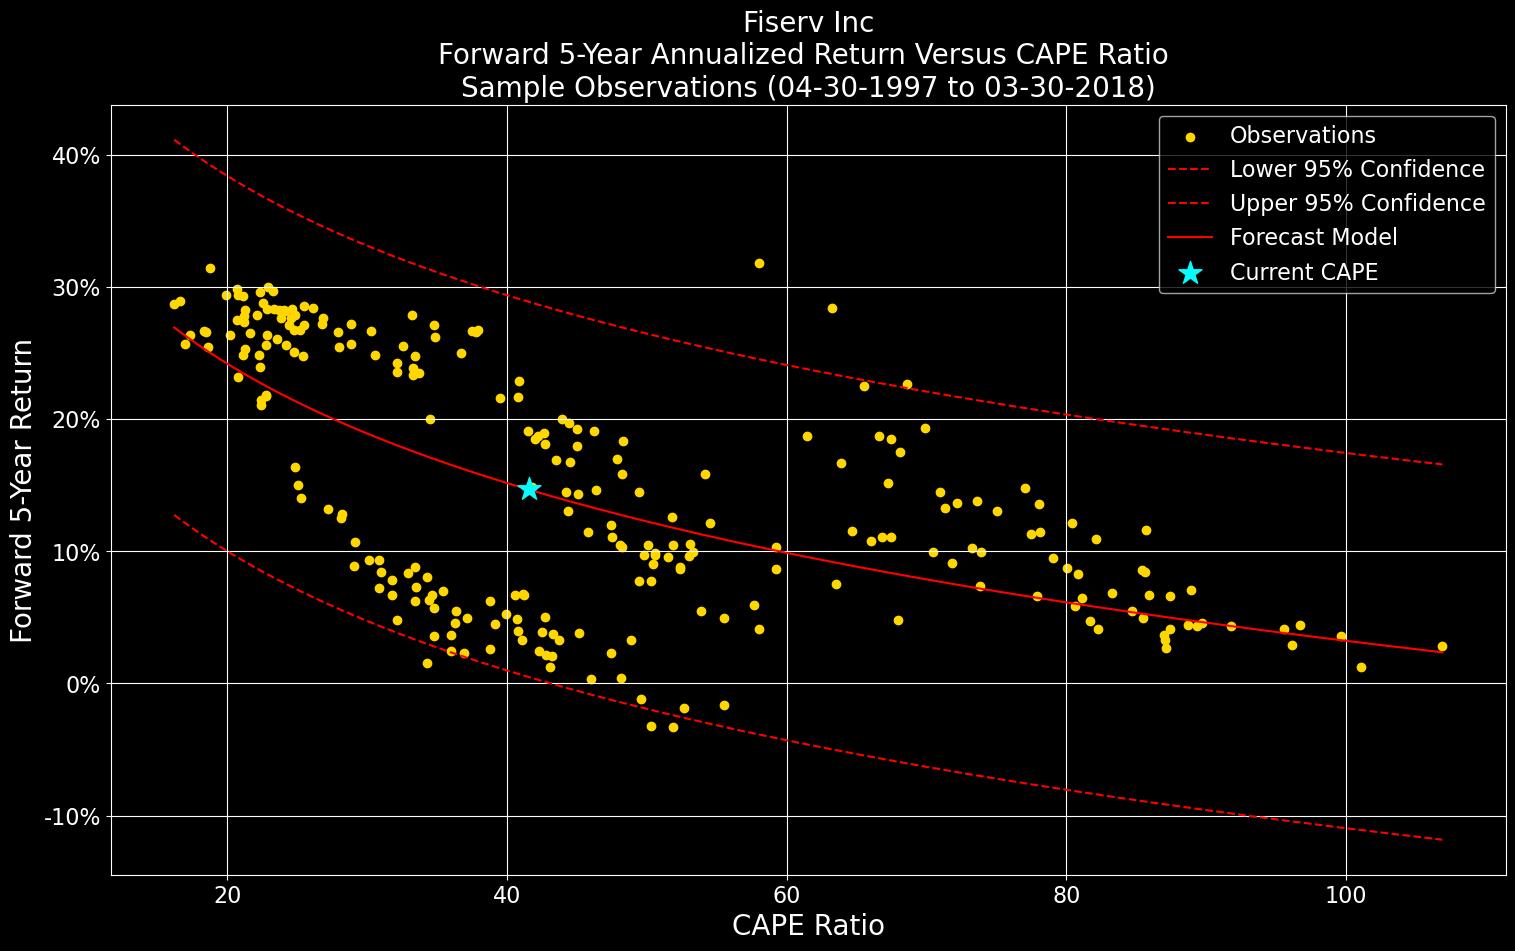 Fiserv Inc
Forward 5-Year Annualized Return Versus CAPE Ratio
Sample Observations (04-30-1997 to 03-30-2018)
Observations
Lower 95% Confidence
Upper 95% Confidence
Forecast Model
Current CAPE
Forward 5-Year Return
40%
30%
20%
10%
0%
-10%
20
40
60
80
100
CAPE Ratio